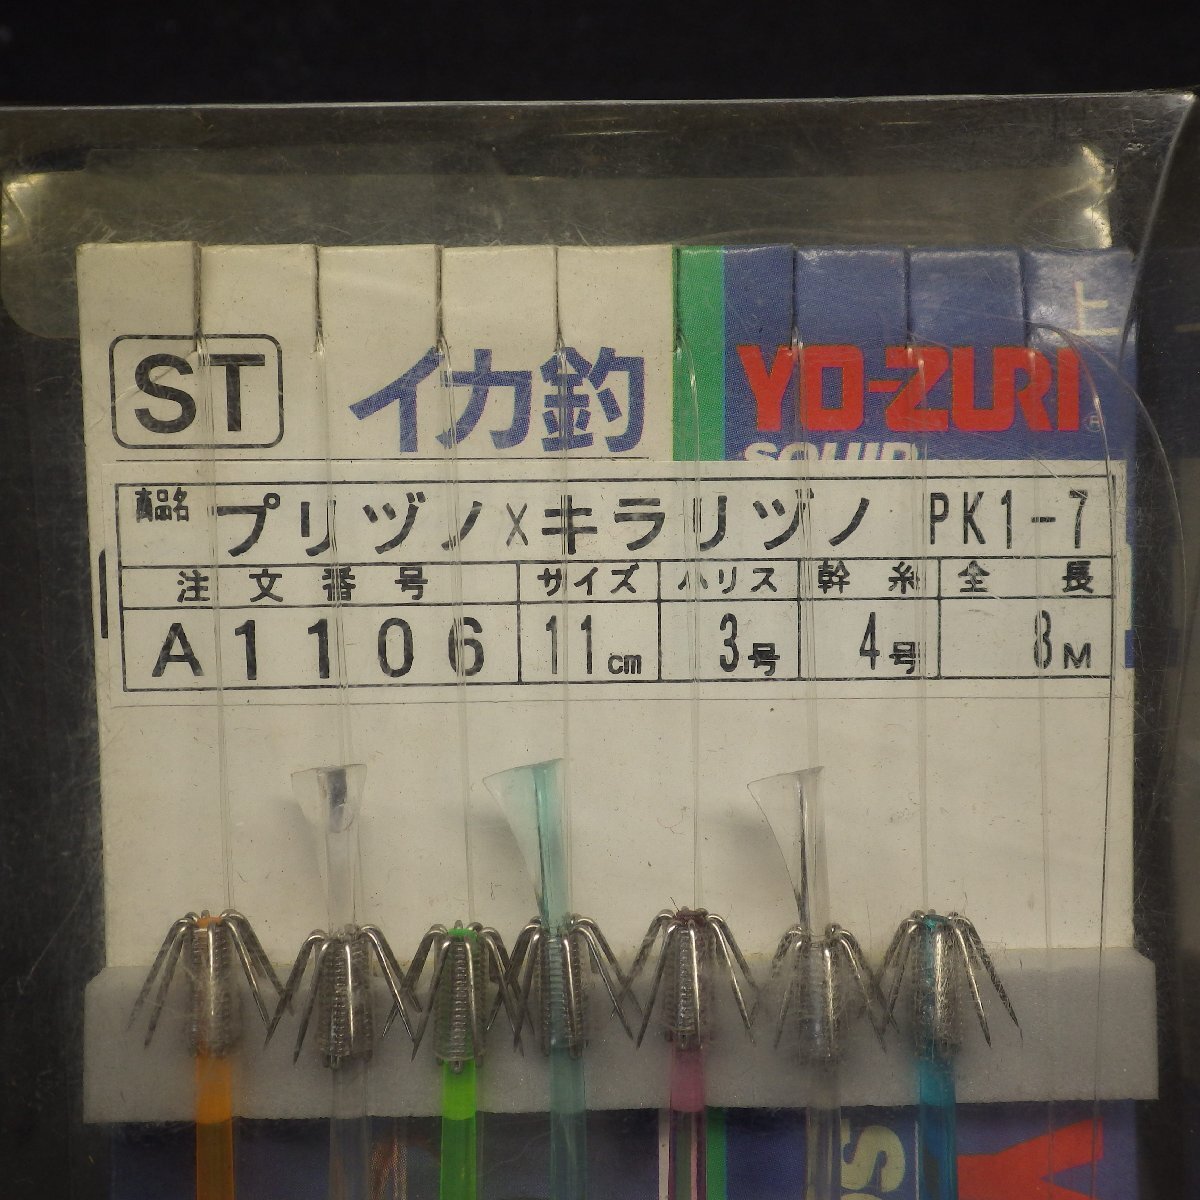 ST イカ釣 YO-ZURI®
SQUID
商品名 プリヅノ×キラリヅノ PK1-7
注文番号 サイズ ハリス 幹糸 全長
A1106 11cm 3号 4号 8M